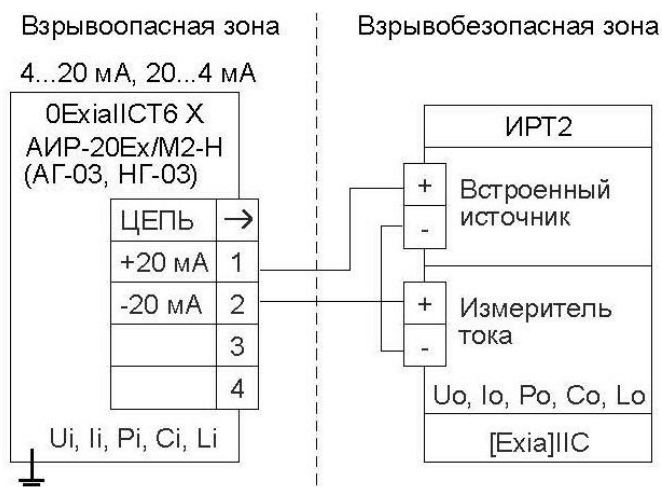 Взрывоопасная зона
Взрывобезопасная зона
4...20 мА, 20...4 мА
0ExiaIICT6 X
АИР-20Ex/М2-Н
(АГ-03, НГ-03)
ЦЕПЬ →
+20 мА 1
-20 мА 2
3
4
Ui, Ii, Pi, Ci, Li
ИРТ2
+
-
Встроенный
источник
+
-
Измеритель
тока
Uo, Io, Po, Co, Lo
[Exia]IIC